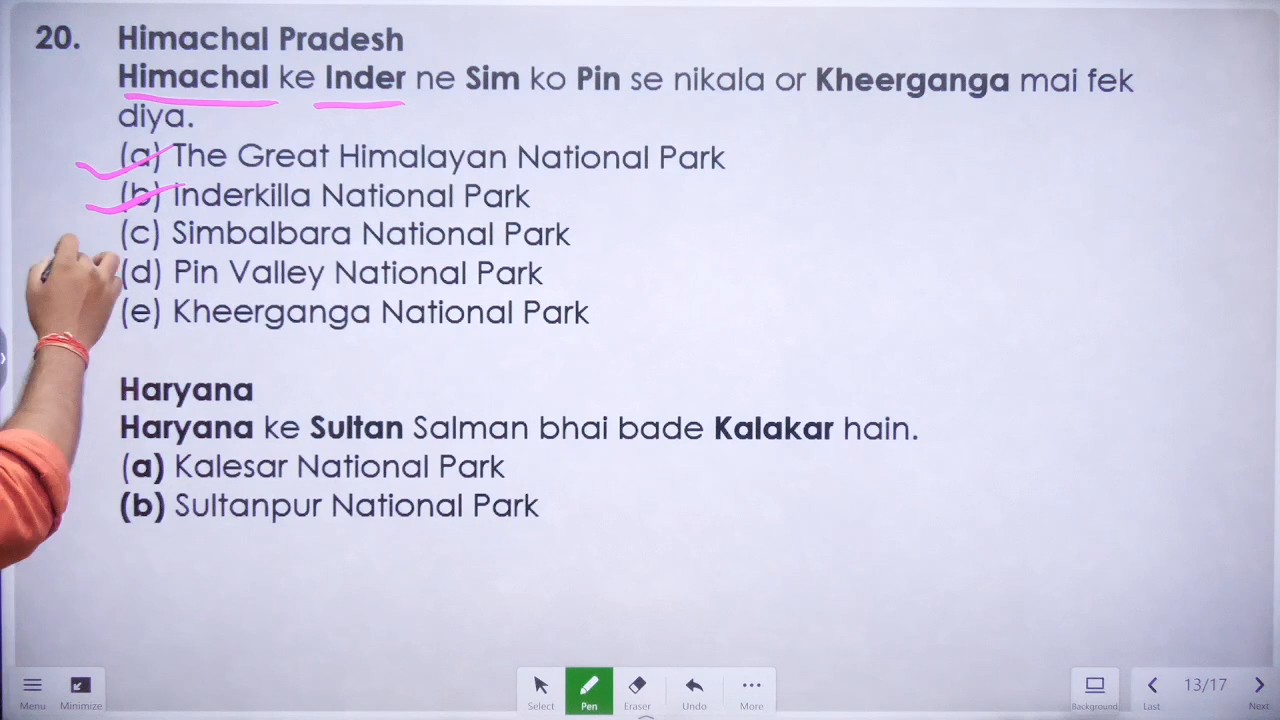 20. Himachal Pradesh
Himachal ke Inder ne Sim ko Pin se nikala or Kheerganga mai fek
diya.
(a) The Great Himalayan National Park
(b) Inderkilla National Park
(c) Simbalbara National Park
(d) Pin Valley National Park
(e) Kheerganga National Park
Haryana
Haryana ke Sultan Salman bhai bade Kalakar hain.
(a) Kalesar National Park
(b) Sultanpur National Park
Menu Minimize Select Pen Eraser Undo More Background Last 13/17 Next